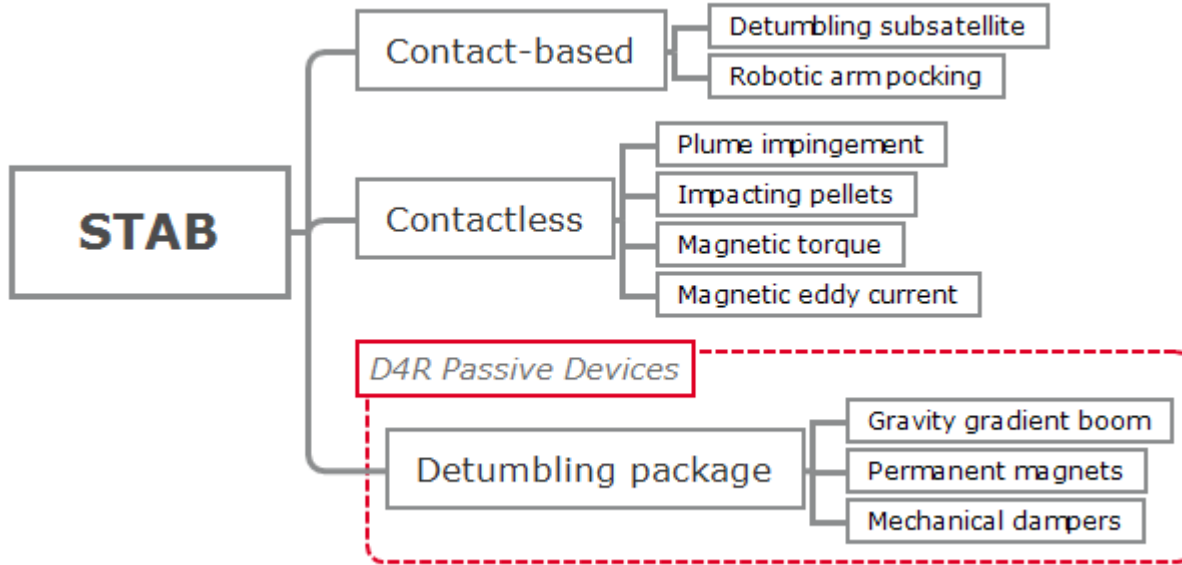 STAB
Contact-based
Detumbling subsatellite
Robotic arm pocking
Contactless
Plume impingement
Impacting pellets
Magnetic torque
Magnetic eddy current
D4R Passive Devices
Detumbling package
Gravity gradient boom
Permanent magnets
Mechanical dampers